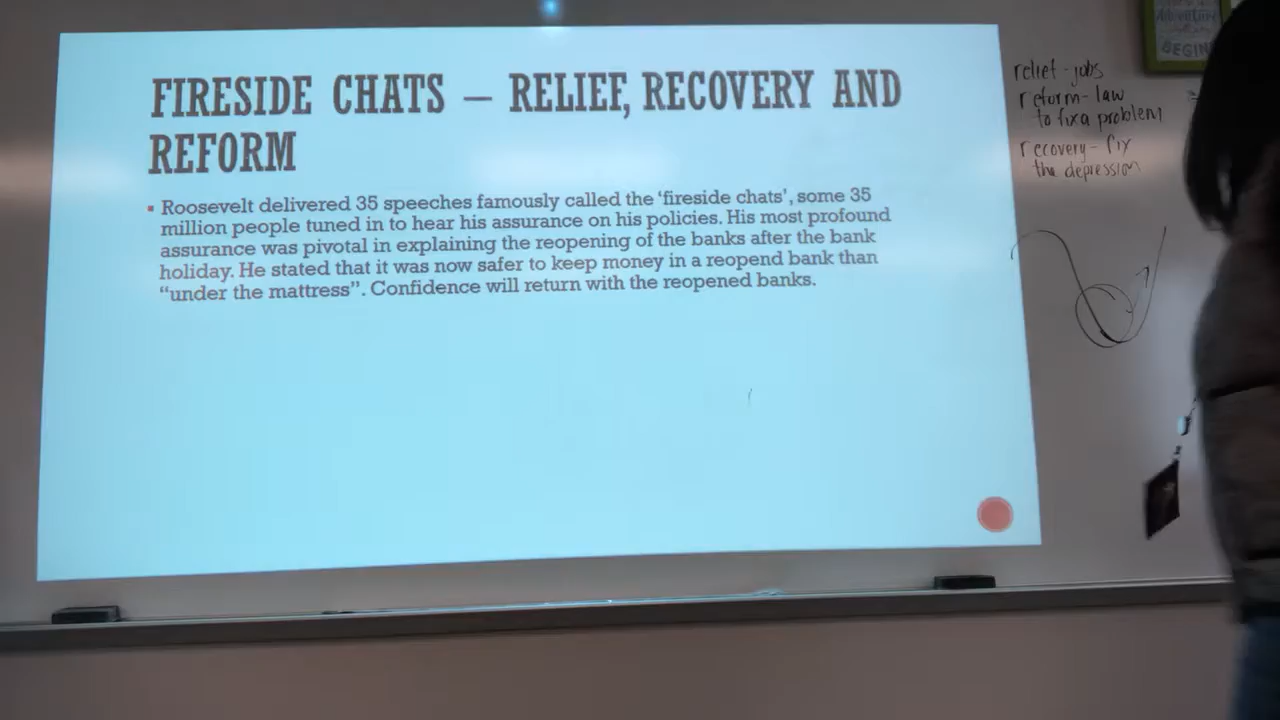 FIRESIDE CHATS – RELIEF, RECOVERY AND
REFORM
Roosevelt delivered 35 speeches famously called the ‘fireside chats’, some 35
million people tuned in to hear his assurance on his policies. His most profound
assurance was pivotal in explaining the reopening of the banks after the bank
holiday. He stated that it was now safer to keep money in a reopend bank than
“under the mattress”. Confidence will return with the reopened banks.
relief - jobs
reform - law
to fix a problem
recovery - fix
the depression
BEGIN